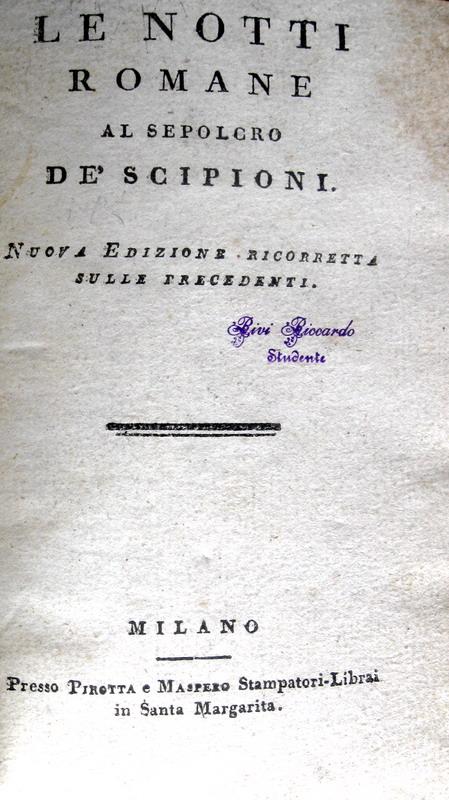 LE NOTTI
ROMANE
AL SEPOLCRO
DE' SCIPIONI.
NUOVA EDIZIONE RICORRETTA
SULLE PRECEDENTI.
Rivi Riccardo
Studente
MILANO
Presso PIROTTA e MASPERO Stampatori-Librai
in Santa Margarita.